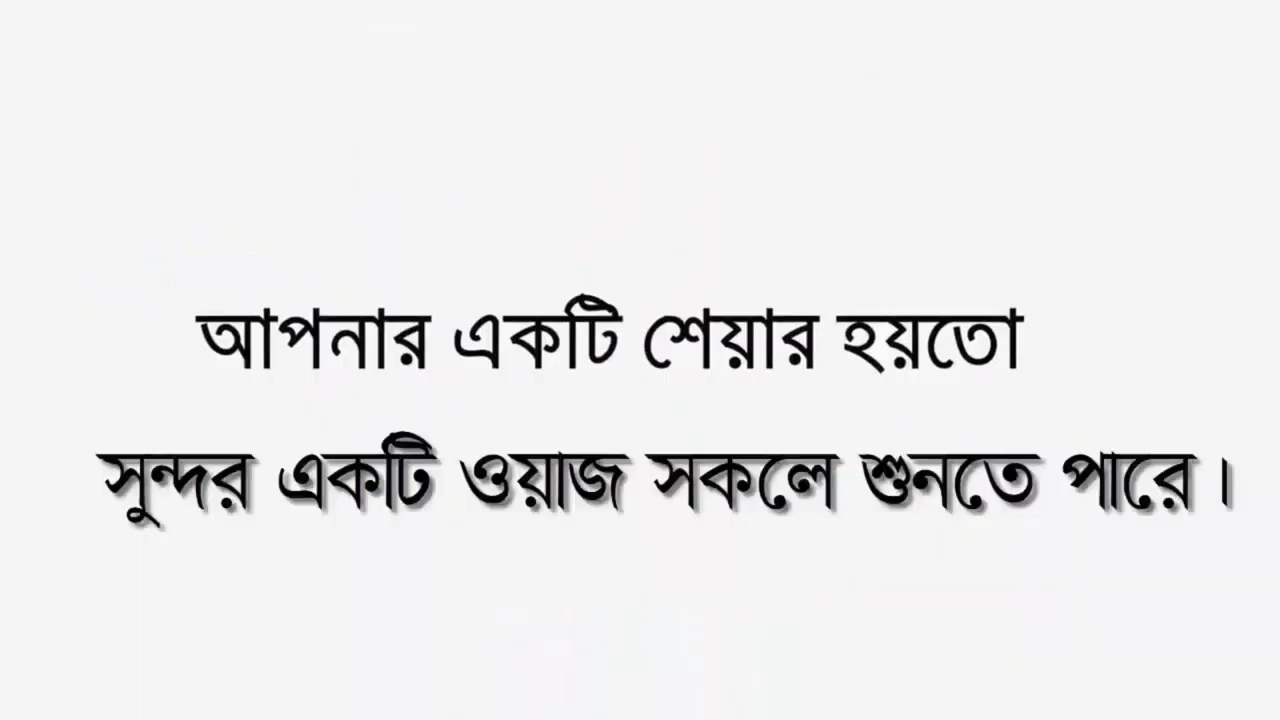 আপনার একটি শেয়ার হয়তো
সুন্দর একটি ওয়াজ সকলে শুনতে পারে।